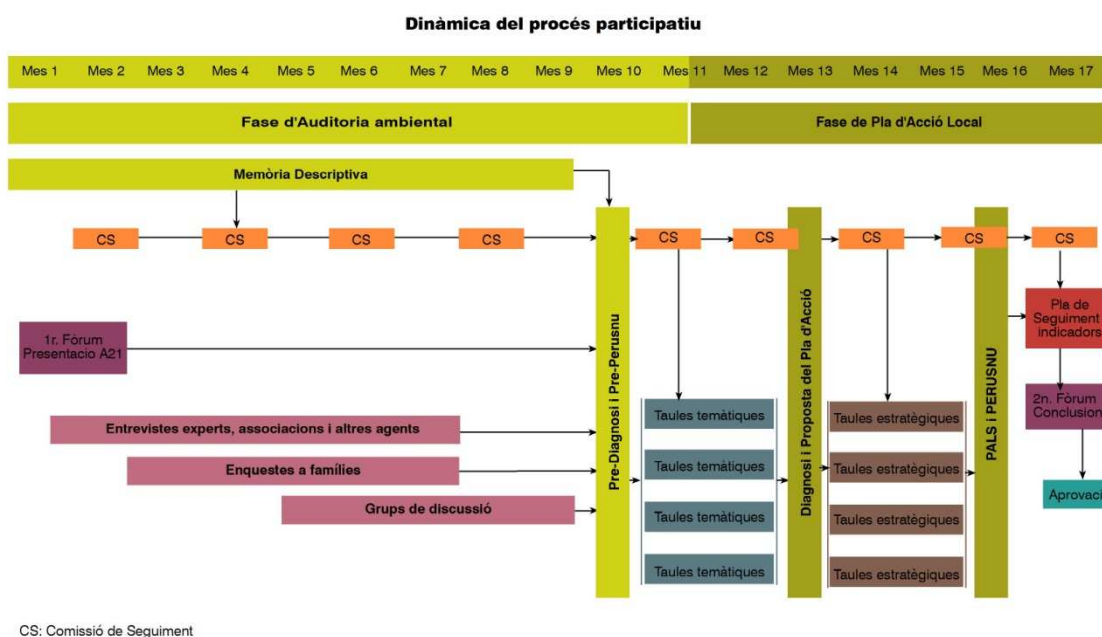 Dinàmica del procés participatiu
Mes 1 Mes 2 Mes 3 Mes 4 Mes 5 Mes 6 Mes 7 Mes 8 Mes 9 Mes 10 Mes 11 Mes 12 Mes 13 Mes 14 Mes 15 Mes 16 Mes 17
Fase d'Auditoria ambiental
Fase de Pla d'Acció Local
Memòria Descriptiva
CS CS CS CS CS CS CS CS CS
Pre-Diagnosi i Pre-Perusnu
Diagnosi i Proposta del Pla d'Acció
PALS i PERUSNU
1r. Fòrum
Presentacio A21
Pla de
Seguiment
indicadors
Entrevistes experts, associacions i altres agents
Enquestes a famílies
Grups de discussió
Taules temàtiques
Taules temàtiques
Taules temàtiques
Taules temàtiques
Taules estratègiques
Taules estratègiques
Taules estratègiques
Taules estratègiques
2n. Fòrum
Conclusion
Aprovaci
CS: Comissió de Seguiment